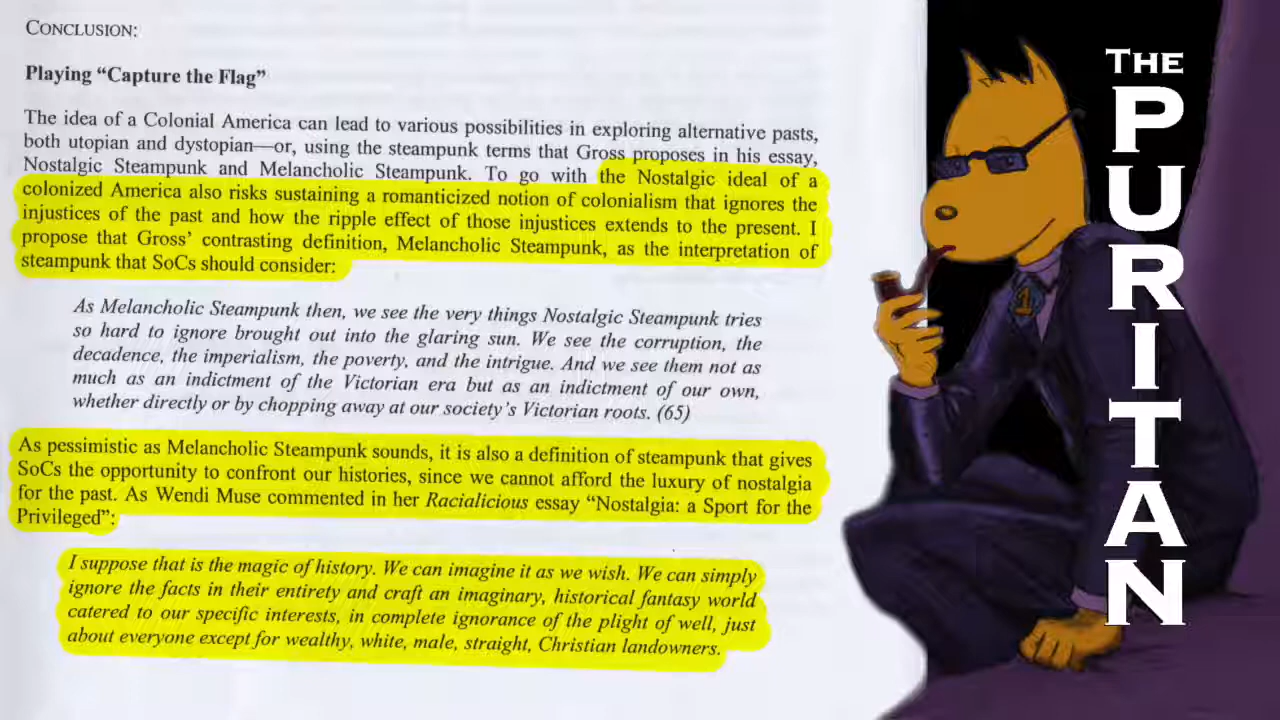 CONCLUSION:
Playing “Capture the Flag”
The idea of a Colonial America can lead to various possibilities in exploring alternative pasts,
both utopian and dystopian—or, using the steampunk terms that Gross proposes in his essay,
Nostalgic Steampunk and Melancholic Steampunk. To go with the Nostalgic ideal of a
colonized America also risks sustaining a romanticized notion of colonialism that ignores the
injustices of the past and how the ripple effect of those injustices extends to the present. I
propose that Gross’ contrasting definition, Melancholic Steampunk, as the interpretation of
steampunk that SoCs should consider:
As Melancholic Steampunk then, we see the very things Nostalgic Steampunk tries
so hard to ignore brought out into the glaring sun. We see the corruption, the
decadence, the imperialism, the poverty, and the intrigue. And we see them not as
much as an indictment of the Victorian era but as an indictment of our own,
whether directly or by chopping away at our society’s Victorian roots. (65)
As pessimistic as Melancholic Steampunk sounds, it is also a definition of steampunk that gives
SoCs the opportunity to confront our histories, since we cannot afford the luxury of nostalgia
for the past. As Wendi Muse commented in her Racialicious essay “Nostalgia: a Sport for the
Privileged”:
I suppose that is the magic of history. We can imagine it as we wish. We can simply
ignore the facts in their entirety and craft an imaginary, historical fantasy world
catered to our specific interests, in complete ignorance of the plight of well, just
about everyone except for wealthy, white, male, straight, Christian landowners.
THE
PURITAN
1